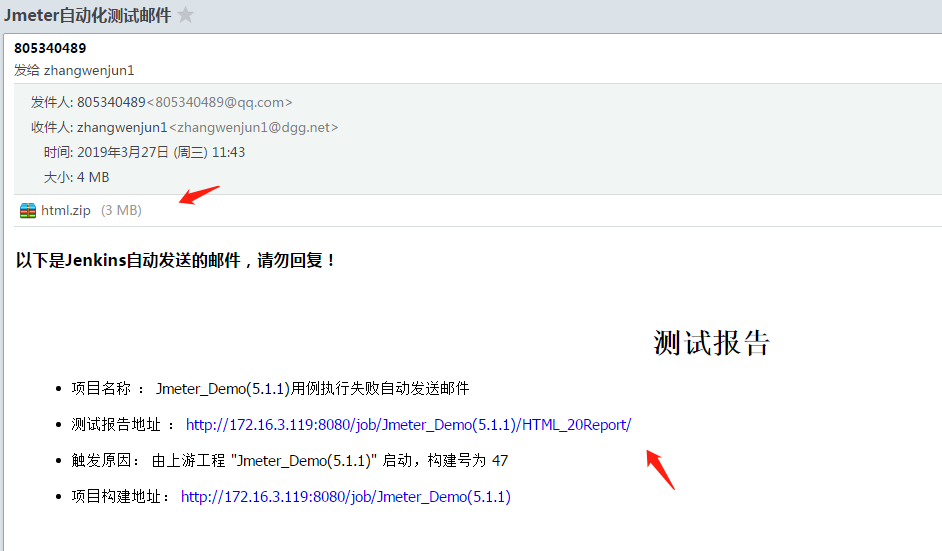 Jmeter自动化测试邮件
805340489
发给 zhangwenjun1
发件人: 805340489<805340489@qq.com>
收件人: zhangwenjun1<zhangwenjun1@dgg.net>
时间: 2019年3月27日 (周三) 11:43
大小: 4 MB
html.zip (3 MB)
以下是Jenkins自动发送的邮件，请勿回复！
测试报告
• 项目名称 ： Jmeter_Demo(5.1.1)用例执行失败自动发送邮件
• 测试报告地址 ： http://172.16.3.119:8080/job/Jmeter_Demo(5.1.1)/HTML_20Report/
• 触发原因： 由上游工程 "Jmeter_Demo(5.1.1)" 启动，构建号为 47
• 项目构建地址： http://172.16.3.119:8080/job/Jmeter_Demo(5.1.1)